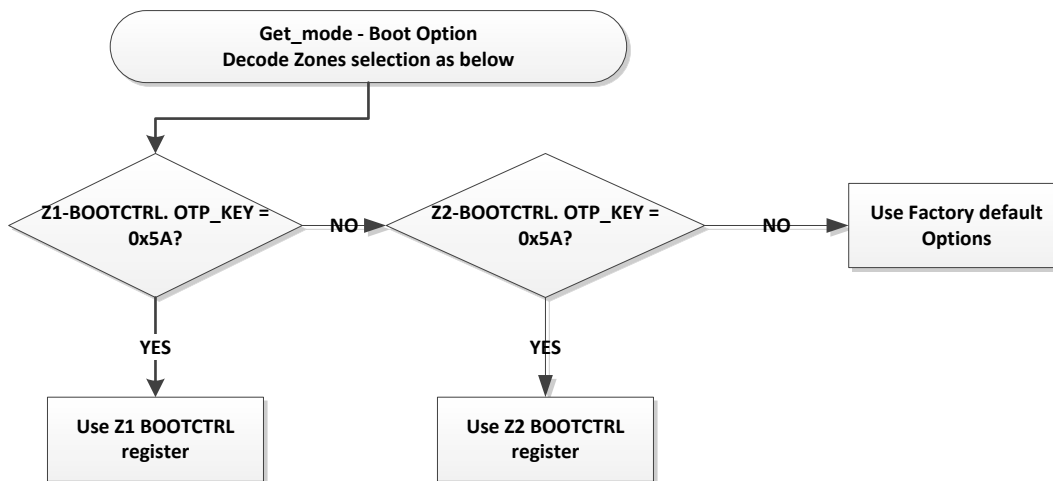 Get_mode - Boot Option
Decode Zones selection as below
Z1-BOOTCTRL. OTP_KEY =
0x5A?
NO
Z2-BOOTCTRL. OTP_KEY =
0x5A?
NO
Use Factory default
Options
YES
YES
Use Z1 BOOTCTRL
register
Use Z2 BOOTCTRL
register